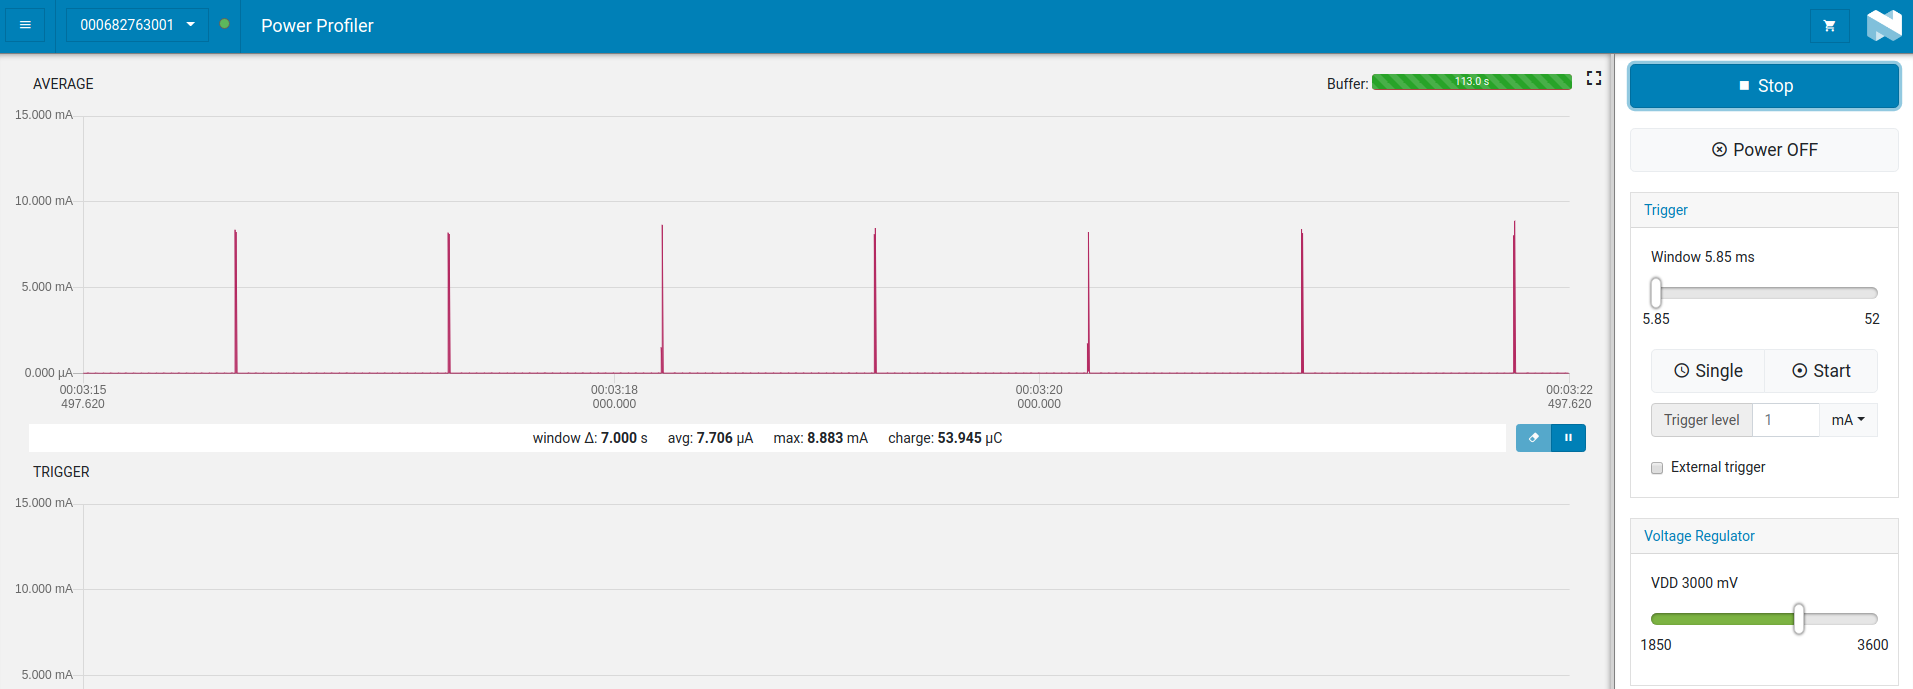 000682763001
Power Profiler
AVERAGE
Buffer: 113.0 s
15.000 mA
10.000 mA
5.000 mA
0.000 µA
00:03:15 00:03:18 00:03:20 00:03:22
497.620 000.000 000.000 497.620
window Δ: 7.000 s avg: 7.706 µA max: 8.883 mA charge: 53.945 µC
TRIGGER
15.000 mA
10.000 mA
5.000 mA
Stop
Power OFF
Trigger
Window 5.85 ms
5.85 52
Single Start
Trigger level 1 mA
External trigger
Voltage Regulator
VDD 3000 mV
1850 3600